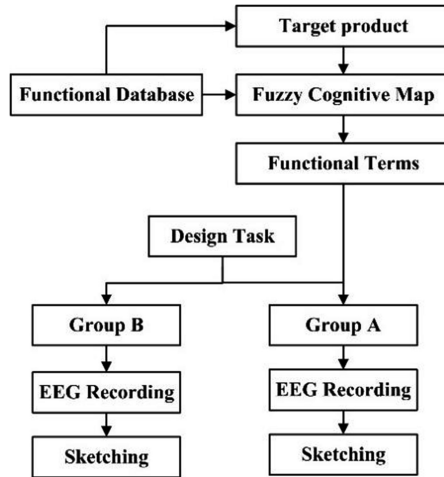 Target product
Functional Database
Fuzzy Cognitive Map
Functional Terms
Design Task
Group B
Group A
EEG Recording
EEG Recording
Sketching
Sketching